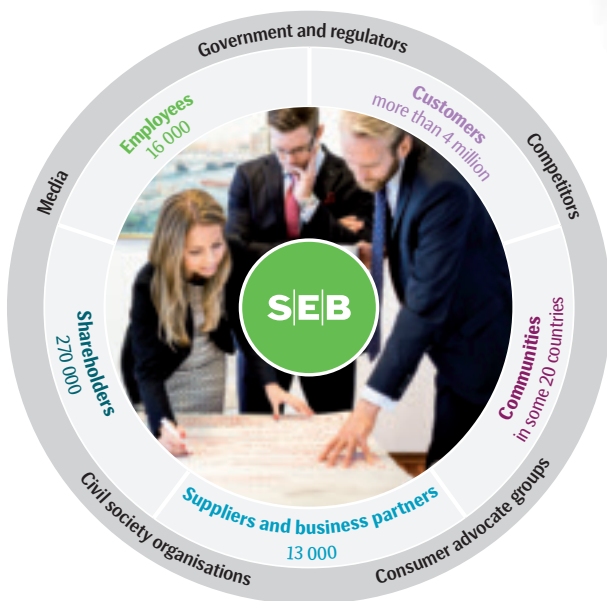 Government and regulators
Competitors
Consumer advocate groups
Civil society organisations
Media
Customers
more than 4 million
Communities
in some 20 countries
Suppliers and business partners
13 000
Shareholders
270 000
Employees
16 000
S|E|B